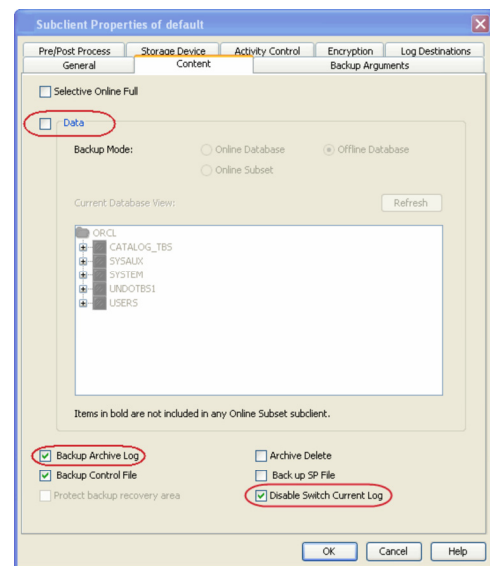 Subclient Properties of default
Pre/Post Process Storage Device Activity Control Encryption Log Destinations
General Content Backup Arguments
Selective Online Full
Data
Backup Mode: Online Database Offline Database
Online Subset
Current Database View: Refresh
ORCL
CATALOG_TBS
SYSAUX
SYSTEM
UNDOTBS1
USERS
Items in bold are not included in any Online Subset subclient.
Backup Archive Log Archive Delete
Backup Control File Back up SP File
Protect backup recovery area Disable Switch Current Log
OK Cancel Help